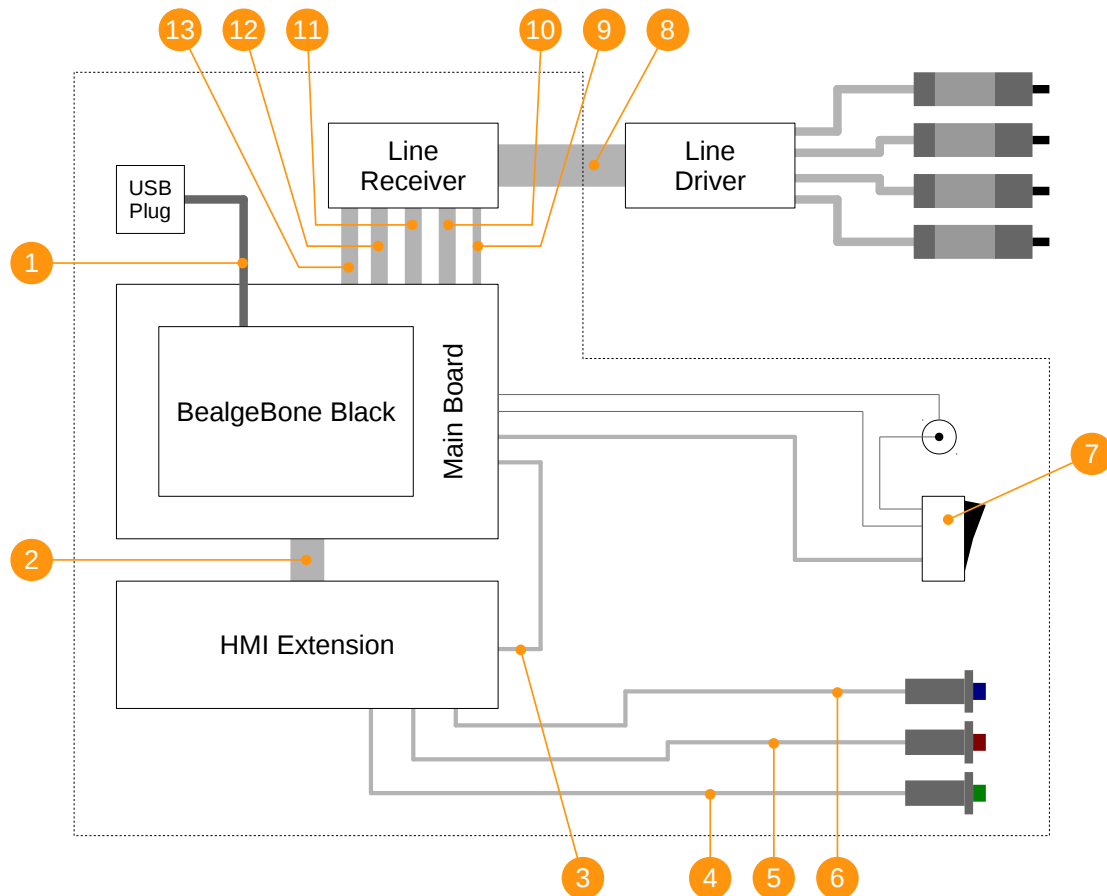 13
12
11
10
9
8
Line
Receiver
Line
Driver
USB
Plug
1
BealgeBone Black
Main Board
7
2
HMI Extension
3
4
5
6